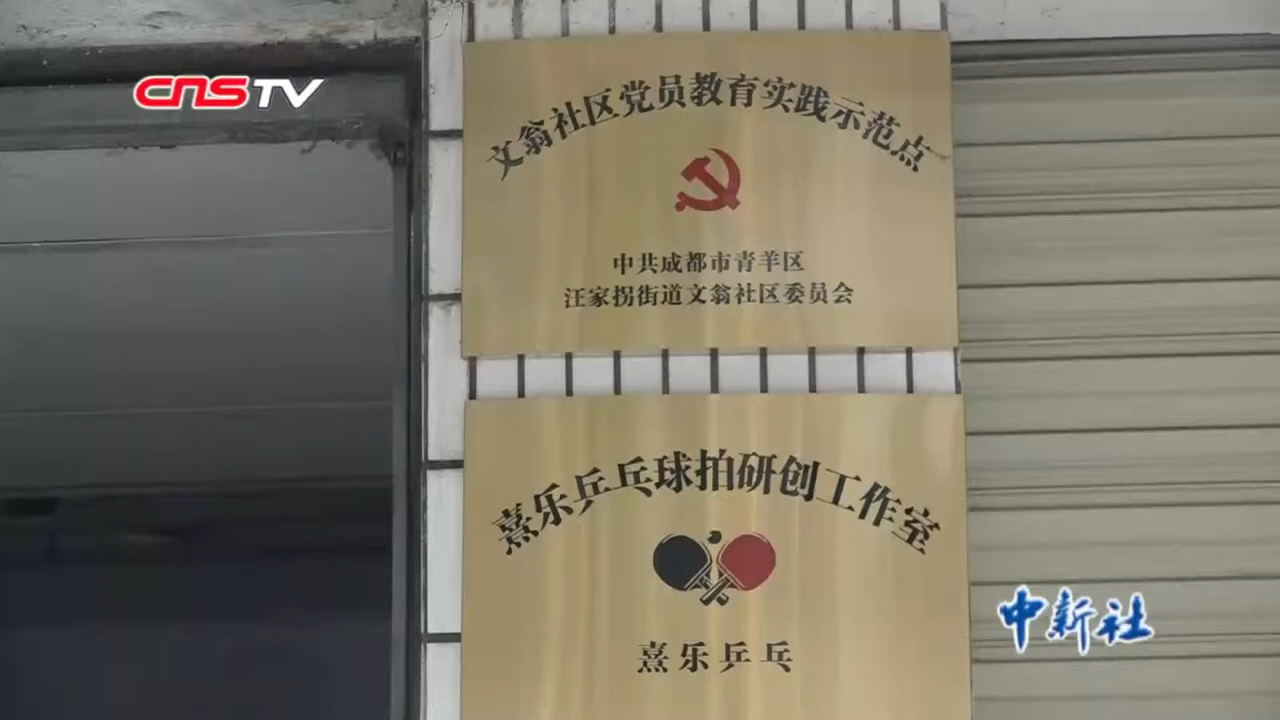 CNSTV
文翁社区党员教育实践示范点
中共成都市青羊区
汪家拐街道文翁社区委员会
熹乐乒乓球拍研创工作室
熹乐乒乓
中新社